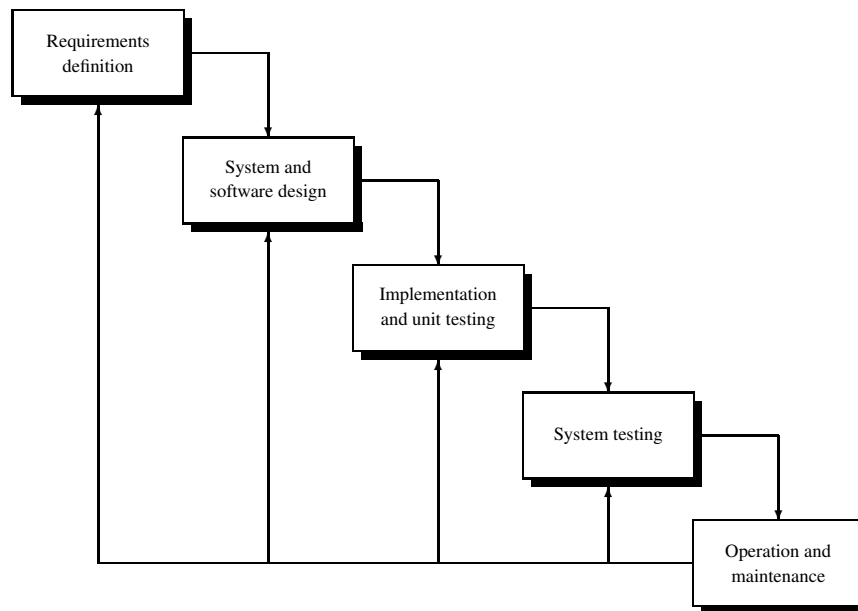 Requirements
definition
System and
software design
Implementation
and unit testing
System testing
Operation and
maintenance